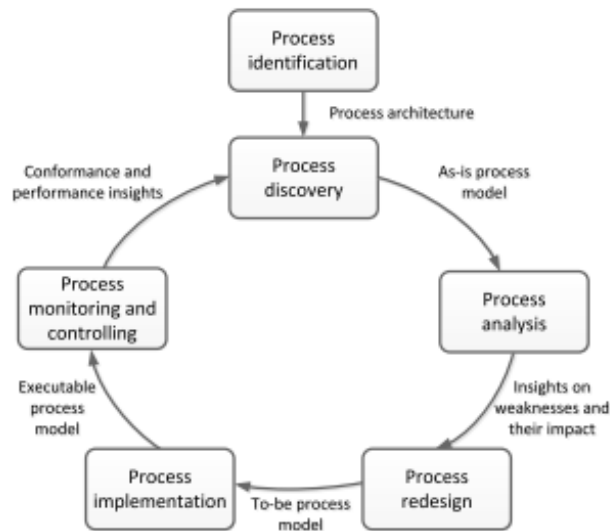 Process
identification
Process architecture
Process
discovery
Conformance and
performance insights
As-is process
model
Process
monitoring and
controlling
Process
analysis
Executable
process
model
Insights on
weaknesses and
their impact
Process
implementation
To-be process
model
Process
redesign